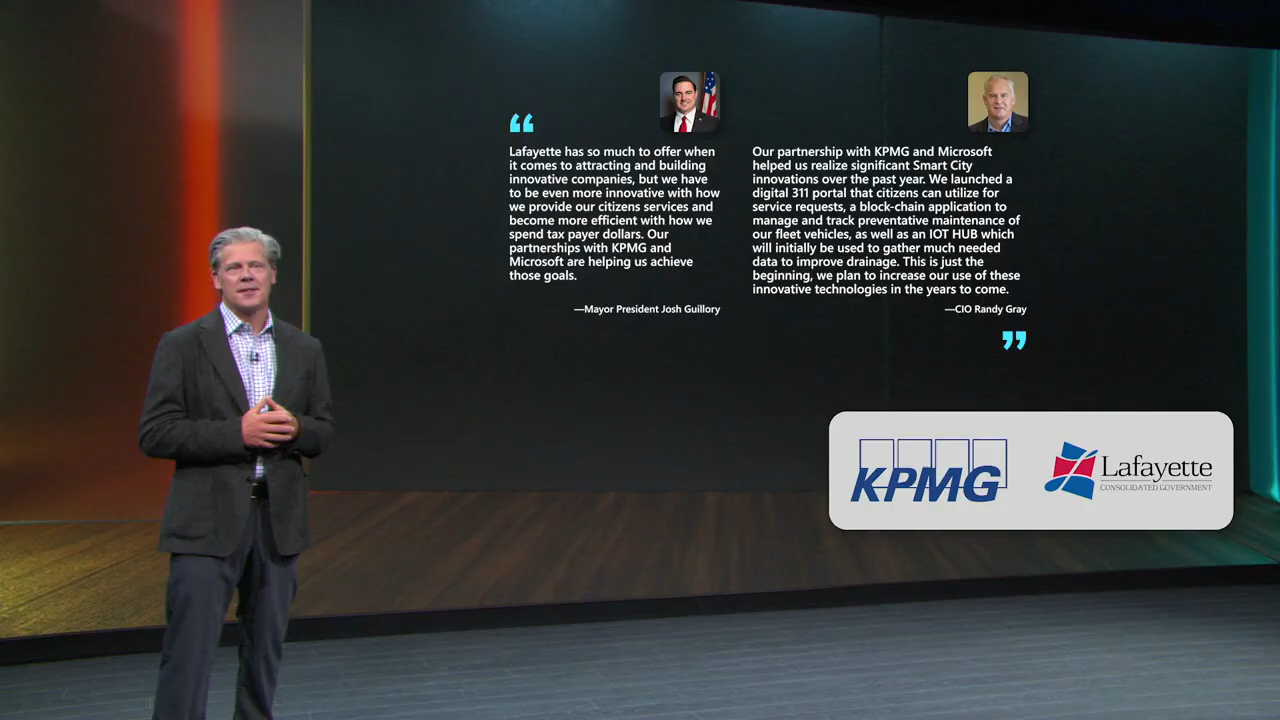 Lafayette has so much to offer when
it comes to attracting and building
innovative companies, but we have
to be even more innovative with how
we provide our citizens services and
become more efficient with how we
spend tax payer dollars. Our
partnerships with KPMG and
Microsoft are helping us achieve
those goals.
—Mayor President Josh Guillory
Our partnership with KPMG and Microsoft
helped us realize significant Smart City
innovations over the past year. We launched a
digital 311 portal that citizens can utilize for
service requests, a block-chain application to
manage and track preventative maintenance of
our fleet vehicles, as well as an IOT HUB which
will initially be used to gather much needed
data to improve drainage. This is just the
beginning, we plan to increase our use of these
innovative technologies in the years to come.
—CIO Randy Gray
KPMG
Lafayette
CONSOLIDATED GOVERNMENT